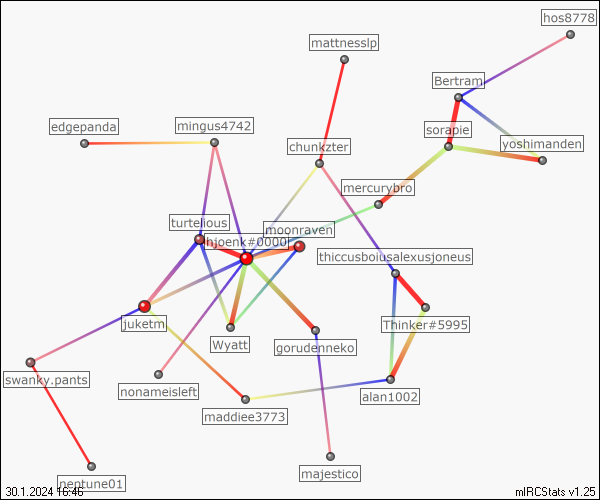 hos8778
mattnesslp
Bertram
edgepanda
mingus4742
sorapie
chunkzter
yoshimanden
mercurybro
turtelious
moonraven
njoenk#0000
thiccusboiusalexusjoneus
juketm
Thinker#5995
Wyatt
gorudenneko
swanky.pants
nonameisleft
alan1002
maddiee3773
majestico
neptune01
30.1.2024 16:46
mIRCStats v1.25